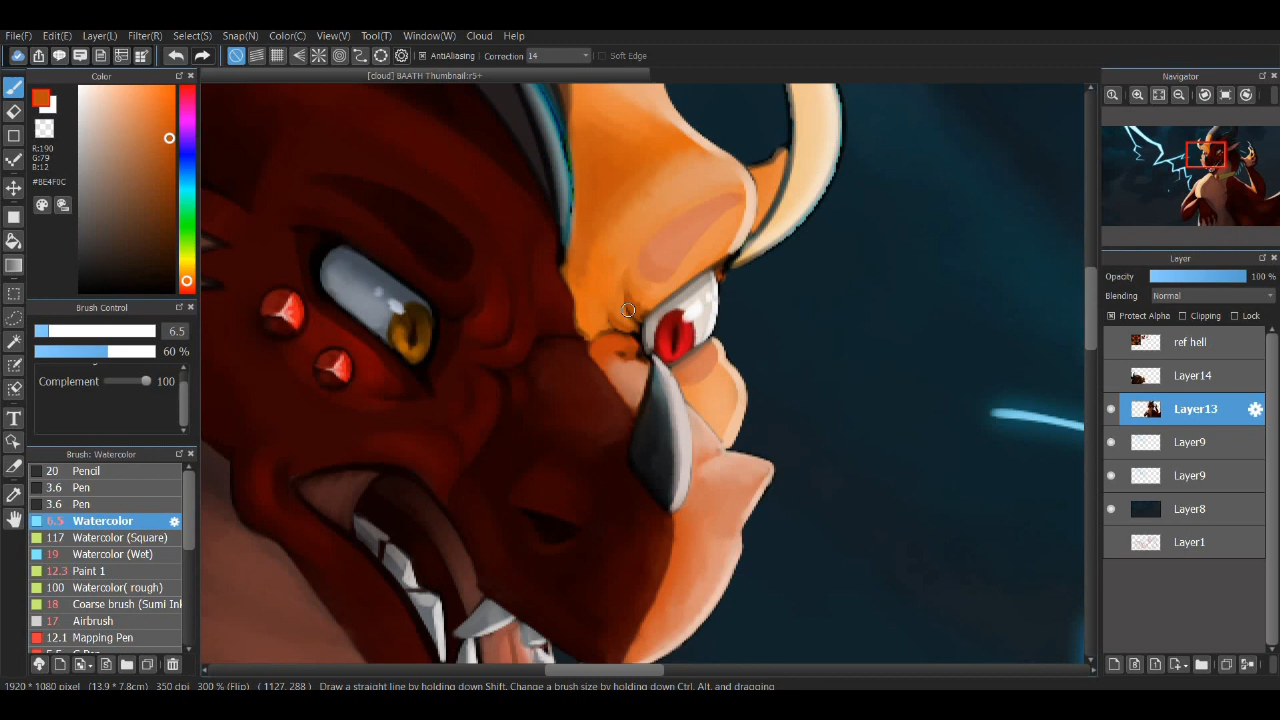 File(F) Edit(E) Layer(L) Filter(R) Select(S) Snap(N) Color(C) View(V) Tool(T) Window(W) Cloud Help
AntiAliasing Correction 14 Soft Edge
Color
[cloud] BAATH Thumbnail:r5+
Navigator
R:190
G:79
B:12
#BE4F0C
Layer
Opacity 100 %
Blending Normal
Protect Alpha Clipping Lock
Brush Control
6.5
60 %
Complement 100
ref hell
Layer14
Layer13
Layer9
Layer9
Layer8
Layer1
Brush: Watercolor
20 Pencil
3.6 Pen
3.6 Pen
6.5 Watercolor
117 Watercolor (Square)
19 Watercolor (Wet)
12.3 Paint 1
100 Watercolor( rough)
18 Coarse brush (Sumi Ink
17 Airbrush
12.1 Mapping Pen
1920 * 1080 pixel (13.9 * 7.8cm) 350 dpi 300 % (Flip) ( 1127, 288 ) Draw a straight line by holding down Shift, Change a brush size by holding down Ctrl, Alt, and dragging